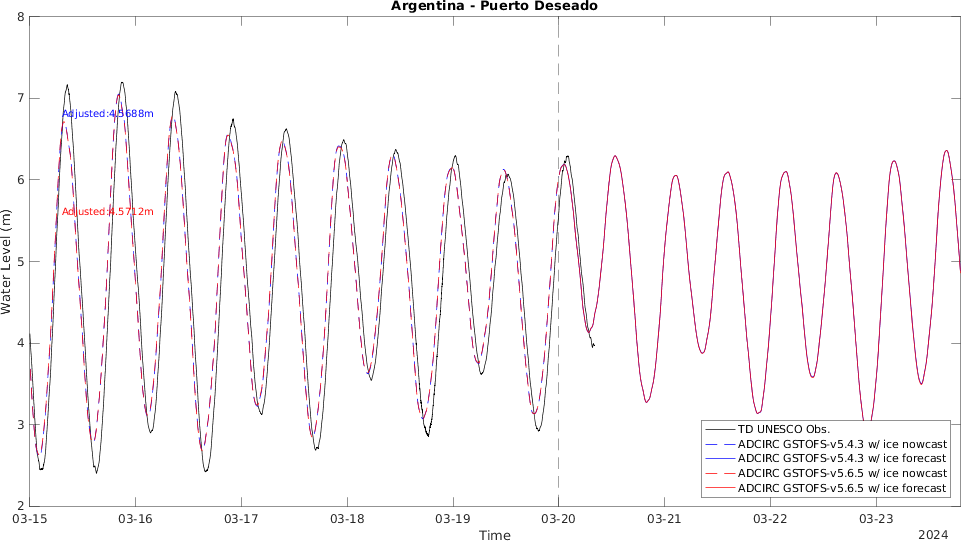 Argentina - Puerto Deseado
Water Level (m)
8
7
6
5
4
3
2
Adjusted:4.5688m
Adjusted:4.5712m
TD UNESCO Obs.
ADCIRC GSTOFS-v5.4.3 w/ ice nowcast
ADCIRC GSTOFS-v5.4.3 w/ ice forecast
ADCIRC GSTOFS-v5.6.5 w/ ice nowcast
ADCIRC GSTOFS-v5.6.5 w/ ice forecast
03-15 03-16 03-17 03-18 03-19 03-20 03-21 03-22 03-23
Time
2024